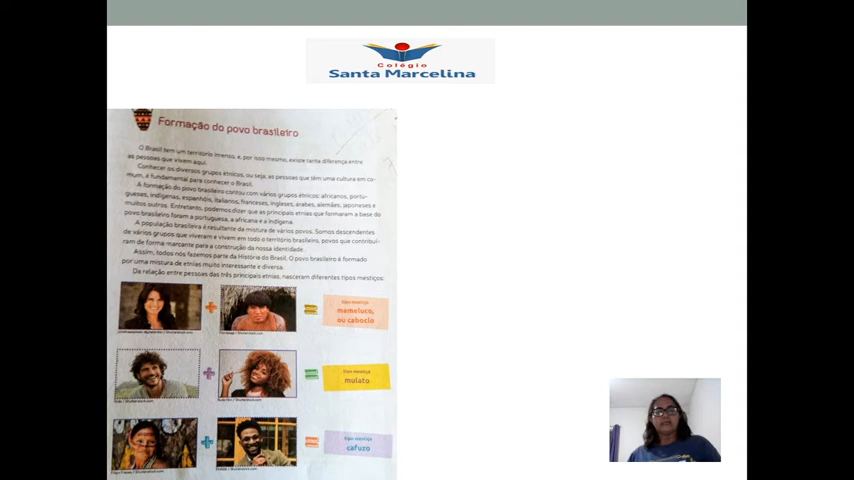 Colégio
Santa Marcelina
Formação do povo brasileiro
O Brasil tem um território imenso, e, por isso mesmo, existe tanta diferença entre
as pessoas que vivem aqui.
Conhecer os diversos grupos étnicos, ou seja, as pessoas que têm uma cultura em co-
mum, é fundamental para conhecer o Brasil.
A formação do povo brasileiro contou com vários grupos étnicos: africanos, portu-
gueses, indígenas, espanhóis, italianos, franceses, ingleses, árabes, alemães, japoneses e
muitos outros. Entretanto, podemos dizer que as principais etnias que formaram a base do
povo brasileiro foram a portuguesa, a africana e a indígena.
A população brasileira é resultante da mistura de vários povos. Somos descendentes
de vários grupos que viveram e vivem em todo o território brasileiro, povos que contribuí-
ram de forma marcante para a construção da nossa identidade.
Assim, todos nós fazemos parte da História do Brasil. O povo brasileiro é formado
por uma mistura de etnias muito interessante e diversa.
Da relação entre pessoas das três principais etnias, nasceram diferentes tipos mestiços:
+
=
tipo mestiço
mameluco,
ou caboclo
+
=
tipo mestiço
mulato
+
=
tipo mestiço
cafuzo